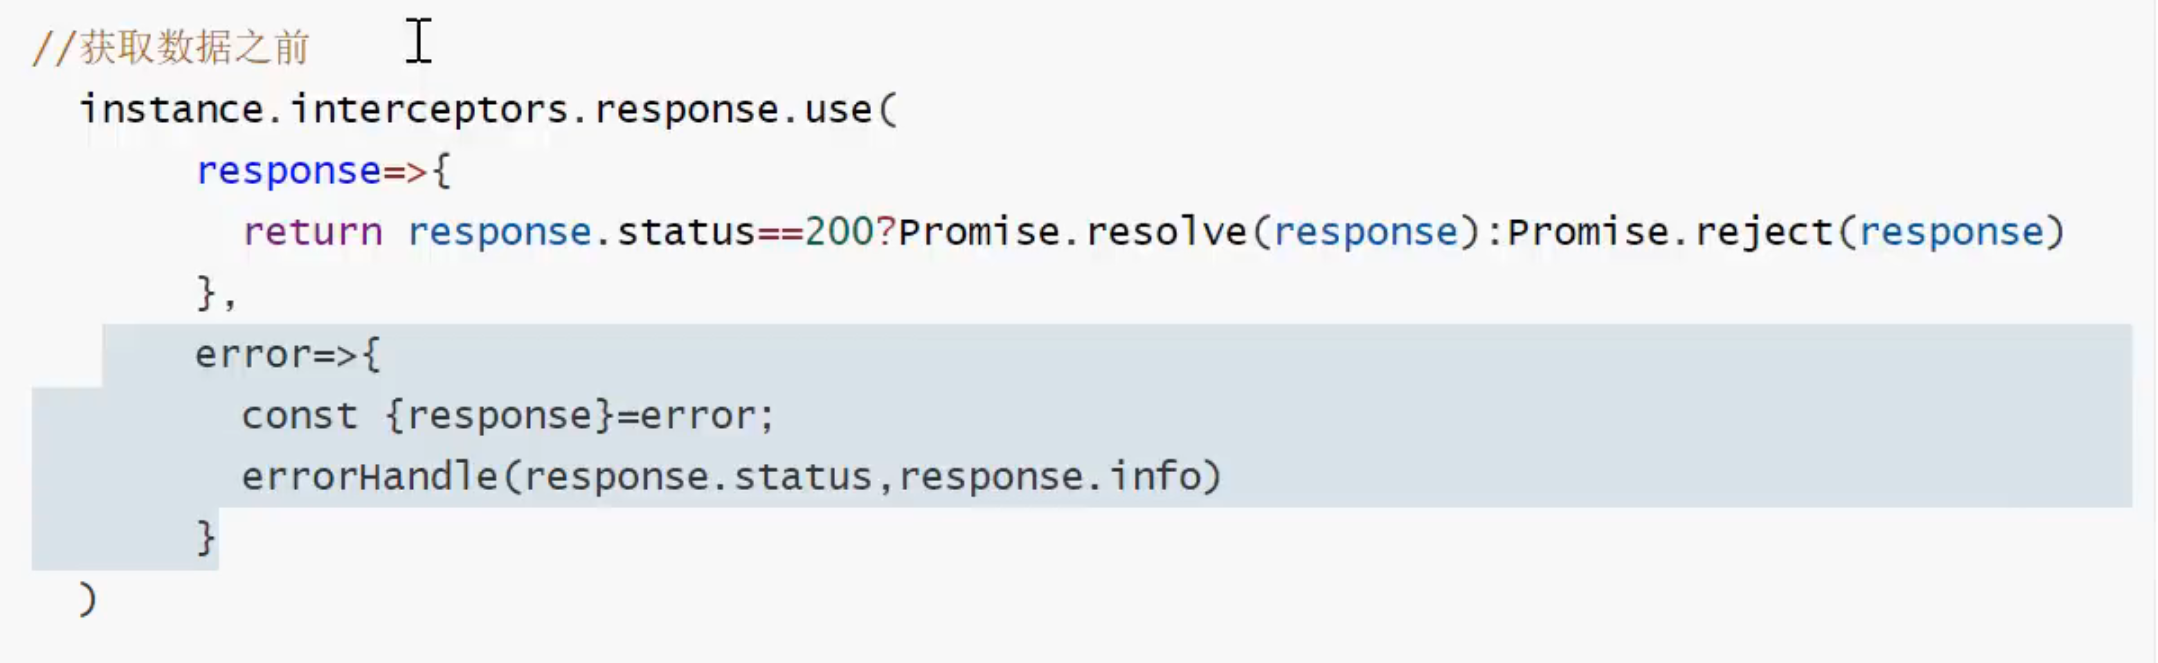 //获取数据之前
instance.interceptors.response.use(
response=>{
return response.status==200?Promise.resolve(response):Promise.reject(response)
},
error=>{
const {response}=error;
errorHandle(response.status,response.info)
}
)